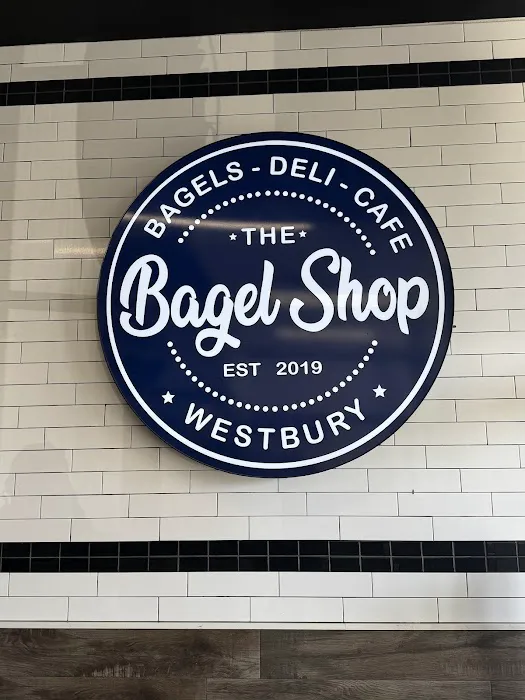 BAGELS - DELI - CAFE
THE
Bagel Shop
EST 2019
WESTBURY